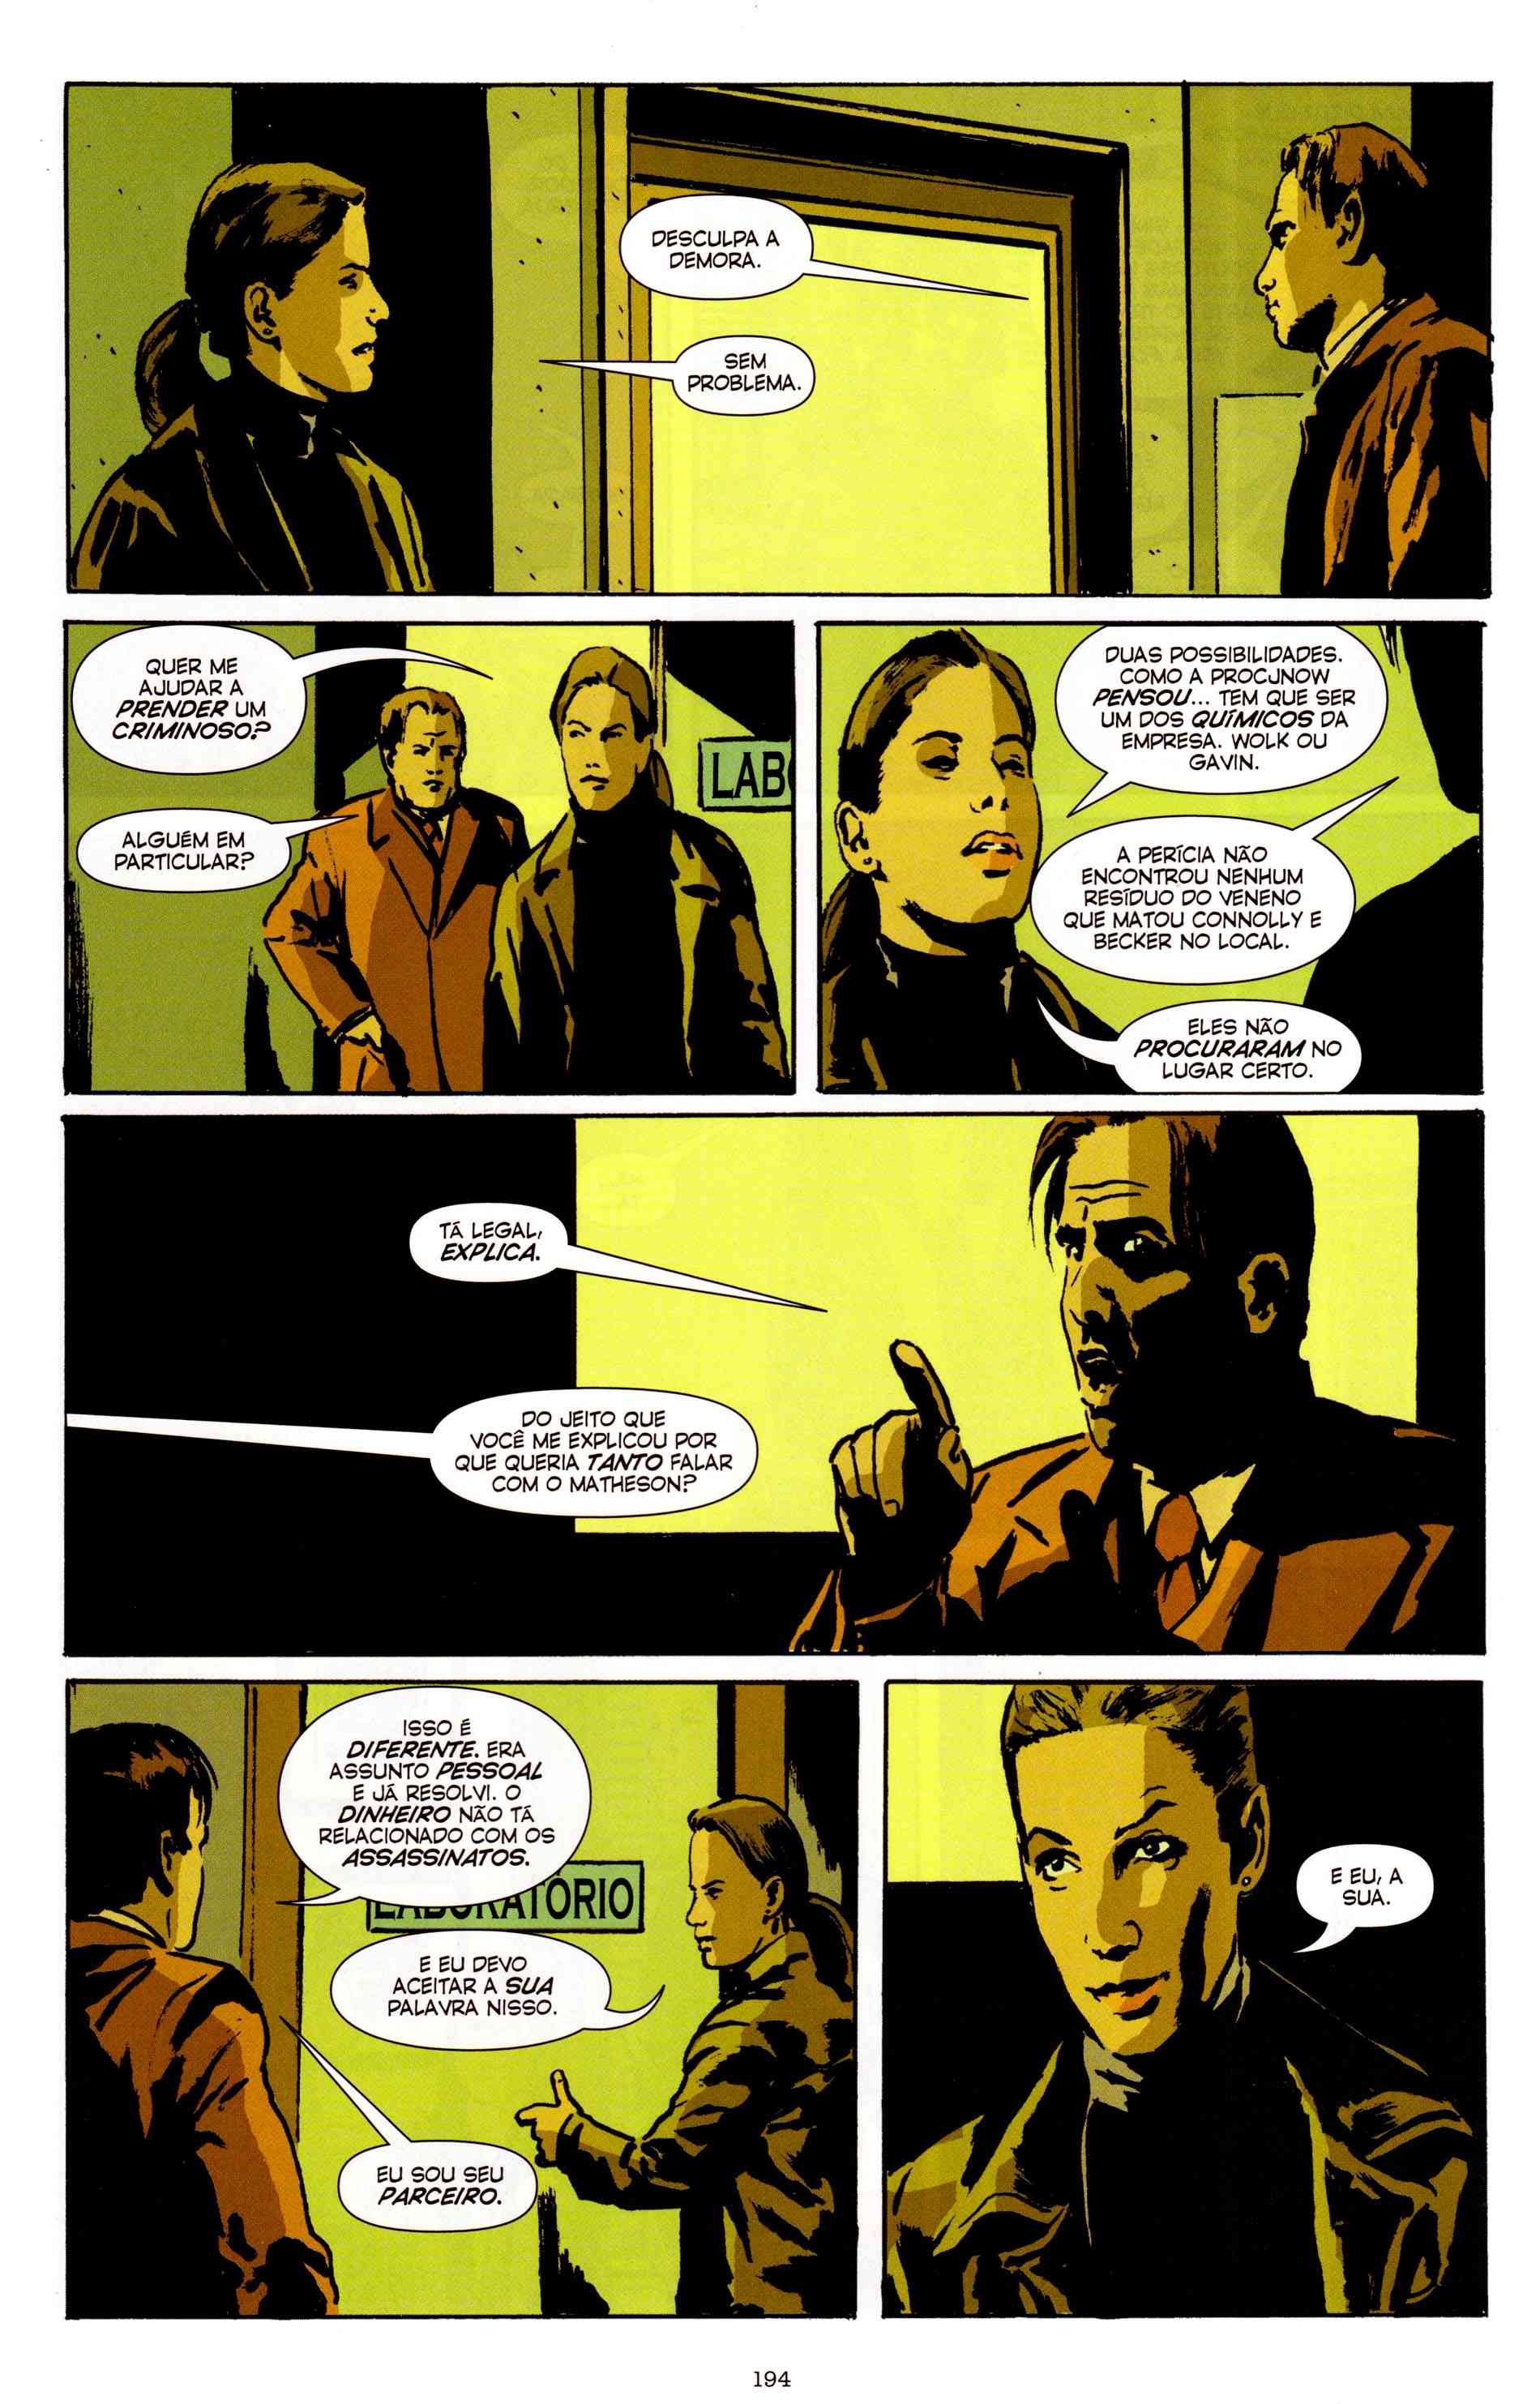 DESCULPA A
DEMORA.
SEM
PROBLEMA.
QUER ME
AJUDAR A
PRENDER UM
CRIMINOSO?
ALGUÉM EM
PARTICULAR?
LABO
DUAS POSSIBILIDADES.
COMO A PROCJNOW
PENSOU... TEM QUE SER
UM DOS QUÍMICOS DA
EMPRESA. WOLK OU
GAVIN.
A PERÍCIA NÃO
ENCONTROU NENHUM
RESÍDUO DO VENENO
QUE MATOU CONNOLLY E
BECKER NO LOCAL.
ELES NÃO
PROCURARAM NO
LUGAR CERTO.
TÁ LEGAL,
EXPLICA.
DO JEITO QUE
VOCÊ ME EXPLICOU POR
QUE QUERIA TANTO FALAR
COM O MATHESON?
ISSO É
DIFERENTE. ERA
ASSUNTO PESSOAL
E JÁ RESOLVI. O
DINHEIRO NÃO TÁ
RELACIONADO COM OS
ASSASSINATOS.
LABORATÓRIO
E EU DEVO
ACEITAR A SUA
PALAVRA NISSO.
EU SOU SEU
PARCEIRO.
E EU, A
SUA.
194